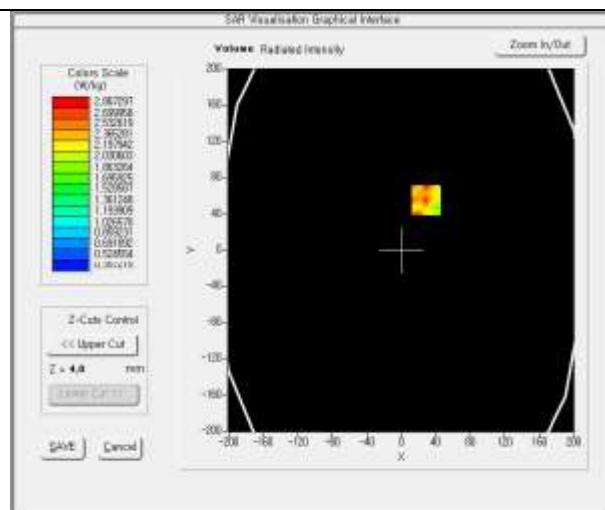 SAR Visualisation Graphical Interface
Volume Radiated Intensity
Zoom In/Out
Colors Scale
(W/kg)
2.867297
2.699958
2.532619
2.365281
2.197942
2.030603
1.863264
1.695925
1.528587
1.361248
1.193909
1.026570
0.859231
0.691892
0.524554
200
160
120
80
40
0
-40
-80
-120
-160
-200
Y
-200 -160 -120 -80 -40 0 40 80 120 160 200
X
Z-Cuts Control
<< Upper Cut
Z = 4,0 mm
Lower Cut >>
SAVE
Cancel